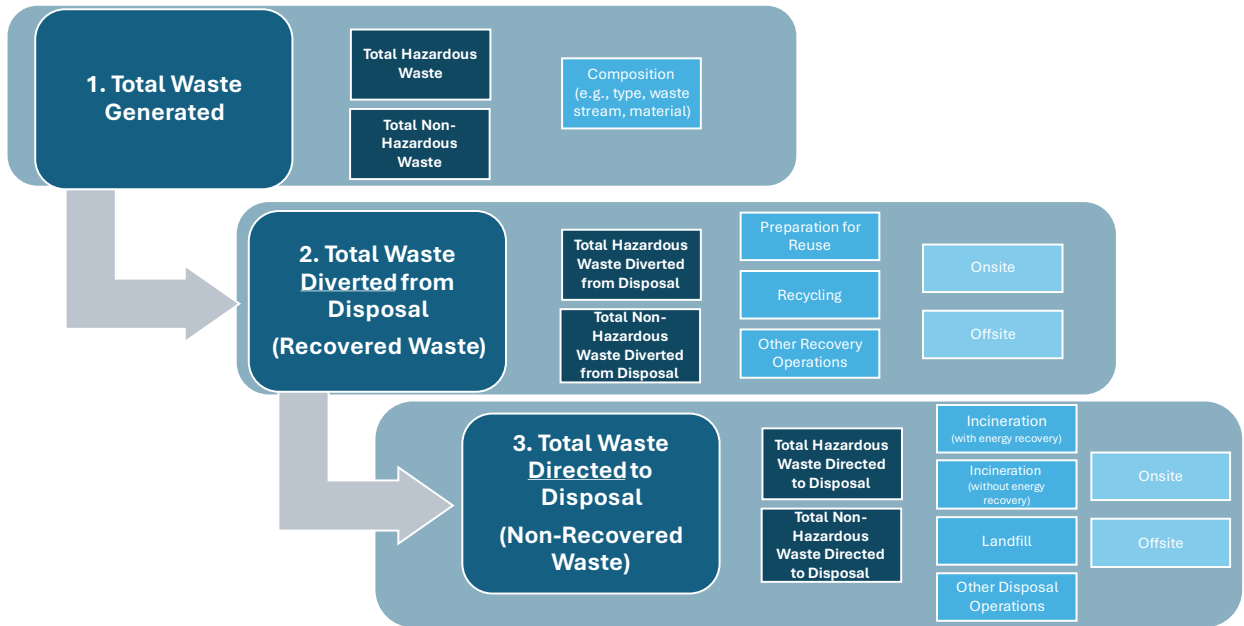 1. Total Waste
Generated
Total Hazardous
Waste
Total Non-
Hazardous
Waste
Composition
(e.g., type, waste
stream, material)
2. Total Waste
Diverted from
Disposal
(Recovered Waste)
Total Hazardous
Waste Diverted
from Disposal
Total Non-
Hazardous
Waste Diverted
from Disposal
Preparation for
Reuse
Recycling
Other Recovery
Operations
Onsite
Offsite
3. Total Waste
Directed to
Disposal
(Non-Recovered
Waste)
Total Hazardous
Waste Directed
to Disposal
Total Non-
Hazardous
Waste Directed
to Disposal
Incineration
(with energy recovery)
Incineration
(without energy
recovery)
Landfill
Other Disposal
Operations
Onsite
Offsite